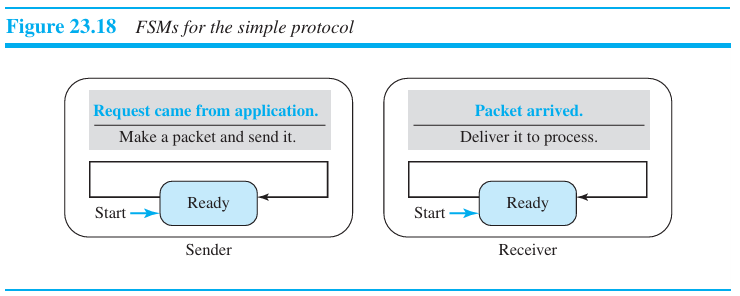 Figure 23.18 FSMs for the simple protocol
Request came from application.
Make a packet and send it.
Ready
Start
Sender
Packet arrived.
Deliver it to process.
Ready
Start
Receiver